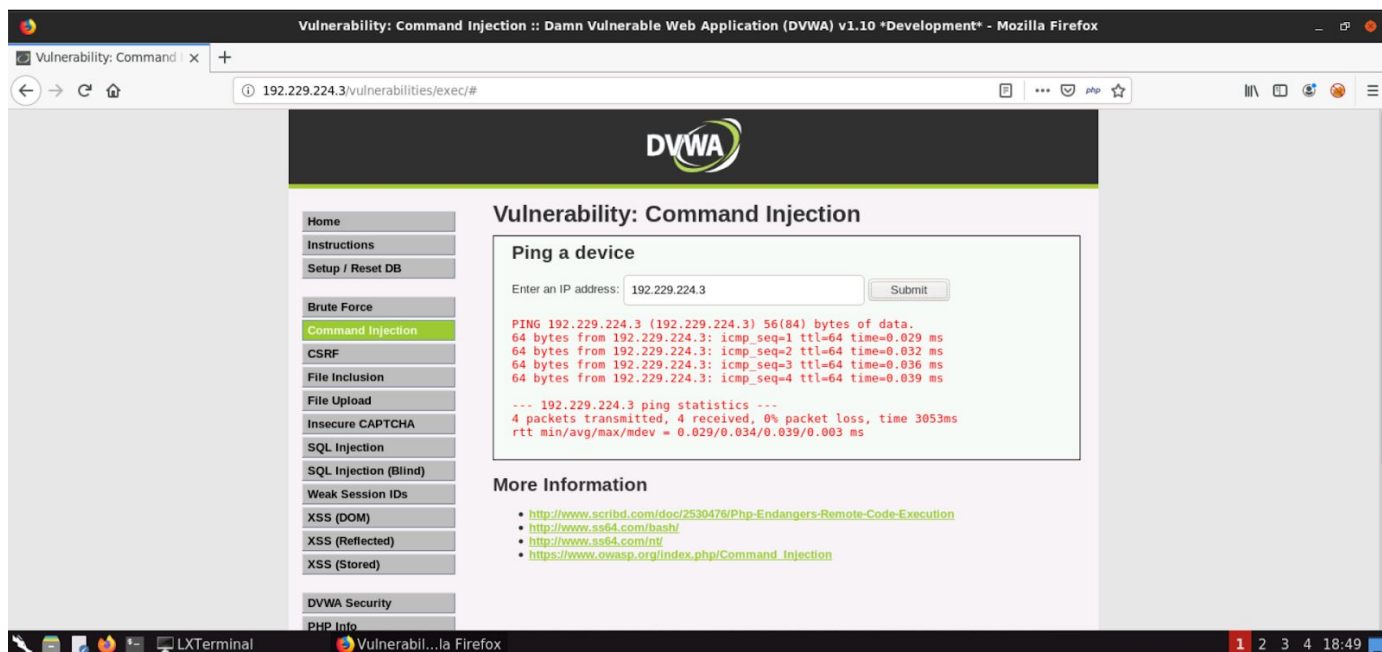 Vulnerability: Command Injection :: Damn Vulnerable Web Application (DVWA) v1.10 *Development* - Mozilla Firefox
Vulnerability: Command I
192.229.224.3/vulnerabilities/exec/#
php
DVWA
Home
Instructions
Setup / Reset DB
Brute Force
Command Injection
CSRF
File Inclusion
File Upload
Insecure CAPTCHA
SQL Injection
SQL Injection (Blind)
Weak Session IDs
XSS (DOM)
XSS (Reflected)
XSS (Stored)
DVWA Security
PHP Info
Vulnerability: Command Injection
Ping a device
Enter an IP address: 192.229.224.3 Submit
PING 192.229.224.3 (192.229.224.3) 56(84) bytes of data.
64 bytes from 192.229.224.3: icmp_seq=1 ttl=64 time=0.029 ms
64 bytes from 192.229.224.3: icmp_seq=2 ttl=64 time=0.032 ms
64 bytes from 192.229.224.3: icmp_seq=3 ttl=64 time=0.036 ms
64 bytes from 192.229.224.3: icmp_seq=4 ttl=64 time=0.039 ms
--- 192.229.224.3 ping statistics ---
4 packets transmitted, 4 received, 0% packet loss, time 3053ms
rtt min/avg/max/mdev = 0.029/0.034/0.039/0.003 ms
More Information
http://www.scribd.com/doc/2530476/Php-Endangers-Remote-Code-Execution
http://www.ss64.com/bash/
http://www.ss64.com/nt/
https://www.owasp.org/index.php/Command_Injection
LXTerminal Vulnerabil...la Firefox 1 2 3 4 18:49